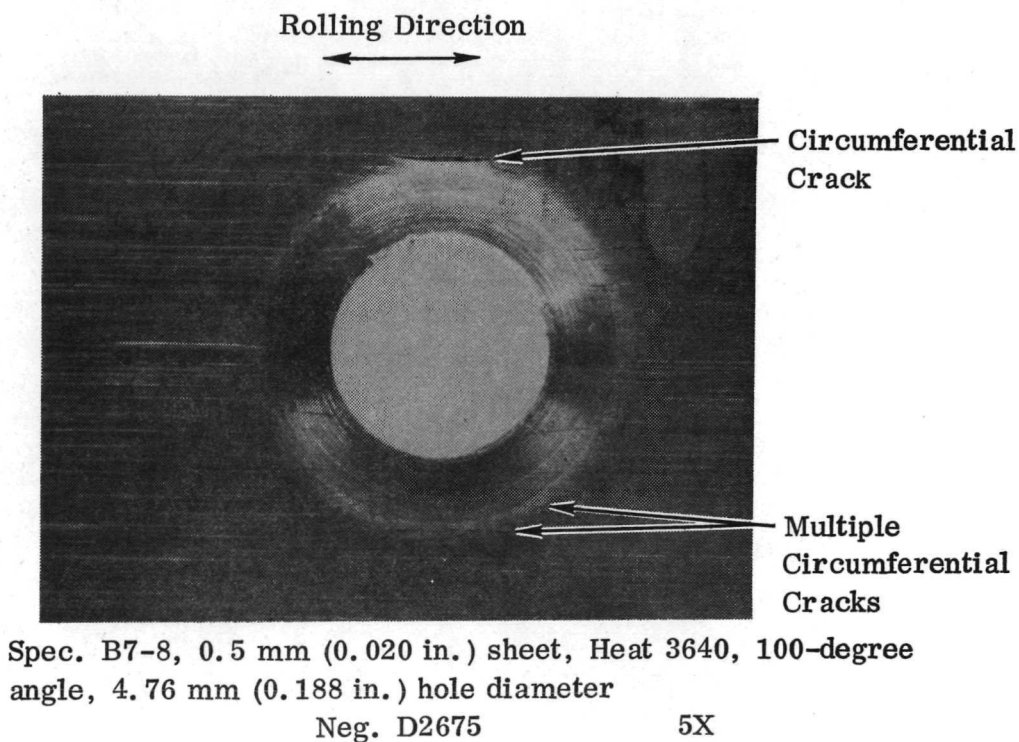 Rolling Direction
Circumferential
Crack
Multiple
Circumferential
Cracks
Spec. B7-8, 0.5 mm (0.020 in.) sheet, Heat 3640, 100-degree
angle, 4.76 mm (0.188 in.) hole diameter
Neg. D2675 5X